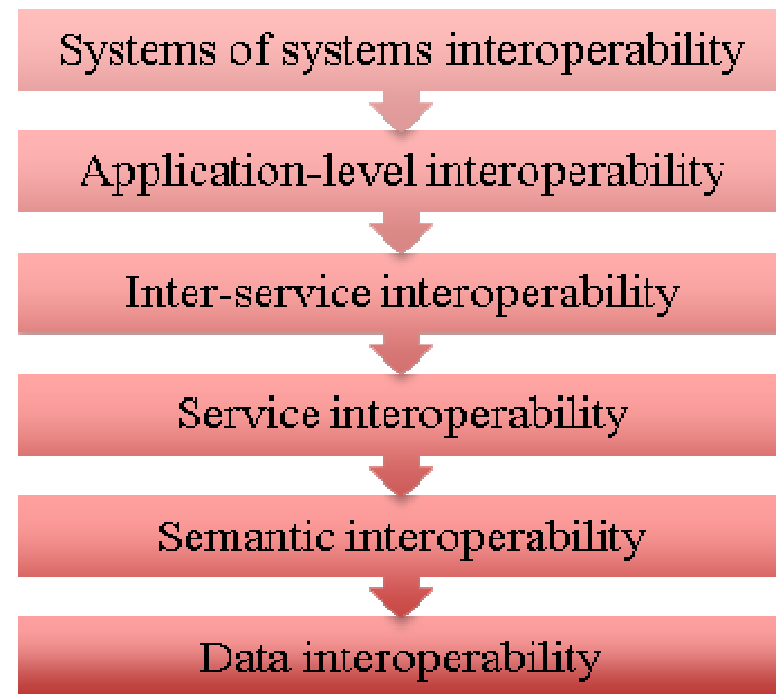 Systems of systems interoperability
Application-level interoperability
Inter-service interoperability
Service interoperability
Semantic interoperability
Data interoperability